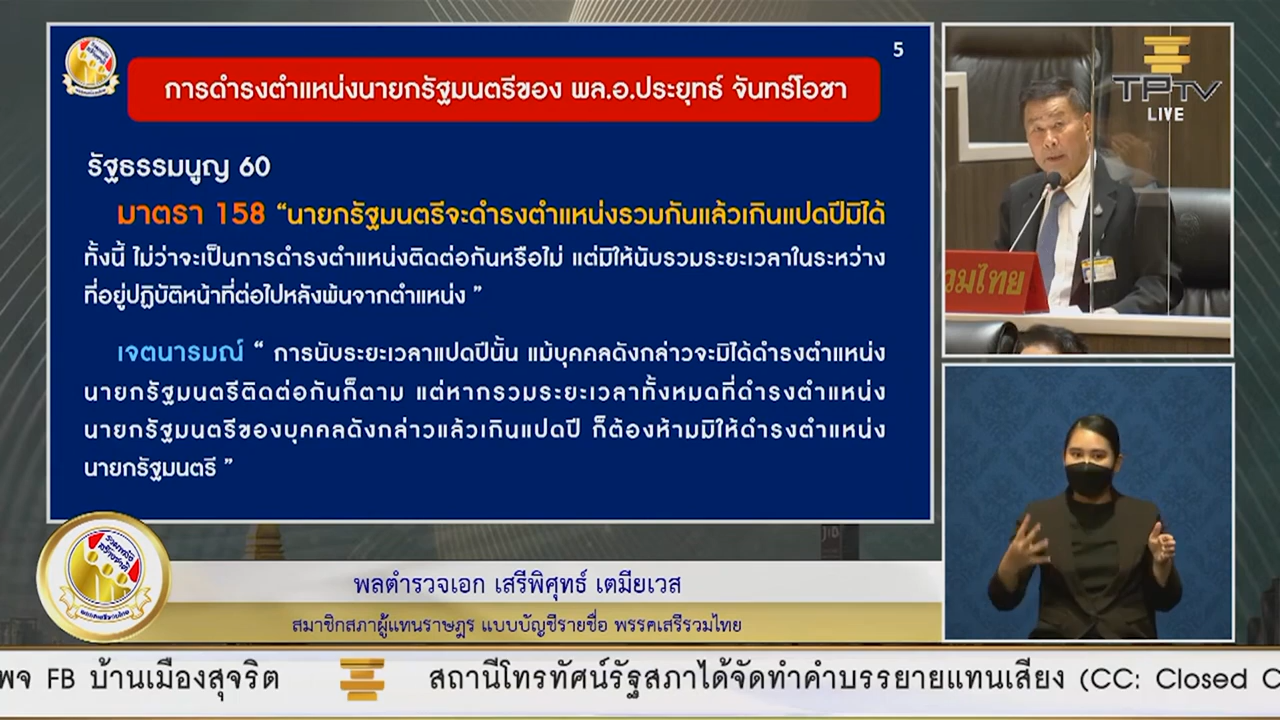 5
การดำรงตำแหน่งนายกรัฐมนตรีของ พล.อ.ประยุทธ์ จันทร์โอชา
รัฐธรรมนูญ 60
มาตรา 158 “นายกรัฐมนตรีจะดำรงตำแหน่งรวมกันแล้วเกินแปดปีมิได้
ทั้งนี้ ไม่ว่าจะเป็นการดำรงตำแหน่งติดต่อกันหรือไม่ แต่มิให้นับรวมระยะเวลาในระหว่าง
ที่อยู่ปฏิบัติหน้าที่ต่อไปหลังพ้นจากตำแหน่ง ”
เจตนารมณ์ “ การนับระยะเวลาแปดปีนั้น แม้บุคคลดังกล่าวจะมิได้ดำรงตำแหน่ง
นายกรัฐมนตรีติดต่อกันก็ตาม แต่หากรวมระยะเวลาทั้งหมดที่ดำรงตำแหน่ง
นายกรัฐมนตรีของบุคคลดังกล่าวแล้วเกินแปดปี ก็ต้องห้ามมิให้ดำรงตำแหน่ง
นายกรัฐมนตรี ”
TPTV
LIVE
วมไทย
รวมพลัง
สร้างชาติ
พลตำรวจเอก เสรีพิศุทธ์ เตมียเวส
สมาชิกสภาผู้แทนราษฎร แบบบัญชีรายชื่อ พรรคเสรีรวมไทย
พจ FB บ้านเมืองสุจริต สถานีโทรทัศน์รัฐสภาได้จัดทำคำบรรยายแทนเสียง (CC: Closed C